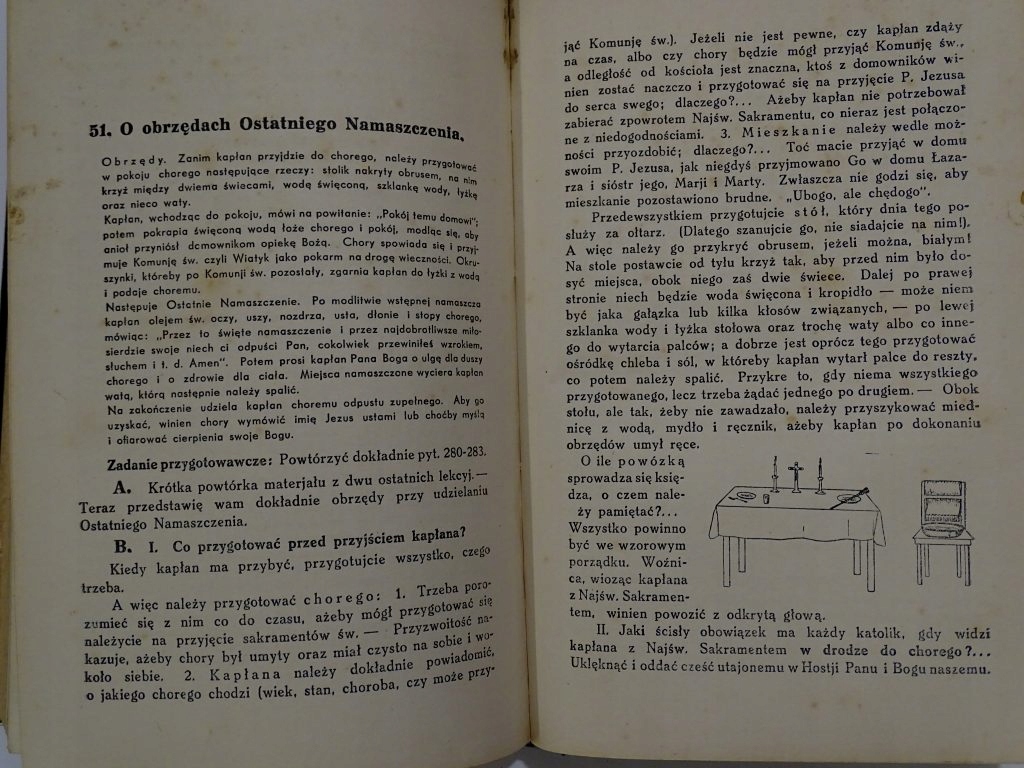 51. O obrzędach Ostatniego Namaszczenia.
Obrzędy. Zanim kapłan przyjdzie do chorego, należy przygotować
w pokoju chorego następujące rzeczy: stolik nakryty obrusem, na nim
krzyż między dwiema świecami, wodę święconą, szklankę wody, łyżkę
oraz nieco waty.
Kapłan, wchodząc do pokoju, mówi na powitanie: „Pokój temu domowi";
potem pokrapia święconą wodą łoże chorego i pokój, modląc się, aby
anioł przyniósł domownikom opiekę Bożą. Chory spowiada się i przyj-
muje Komunję św. czyli Wiatyk jako pokarm na drogę wieczności. Okru-
szynki, któreby po Komunji św. pozostały, zgarnia kapłan do łyżki z wodą
i podaje choremu.
Następuje Ostatnie Namaszczenie. Po modlitwie wstępnej namaszcza
kapłan olejem św. oczy, uszy, nozdrza, usta, dłonie i stopy chorego,
mówiąc: „Przez to święte namaszczenie i przez najdobrotliwsze miło-
sierdzie swoje niech ci odpuści Pan, cokolwiek przewiniłeś wzrokiem,
słuchem i t. d. Amen". Potem prosi kapłan Pana Boga o ulgę dla duszy
chorego i o zdrowie dla ciała. Miejsca namaszczone wyciera kapłan
watą, którą następnie należy spalić.
Na zakończenie udziela kapłan choremu odpustu zupełnego. Aby go
uzyskać, winien chory wymówić imię Jezus ustami lub choćby myślą
i ofiarować cierpienia swoje Bogu.
Zadanie przygotowawcze: Powtórzyć dokładnie pyt. 280-283.
A. Krótka powtórka materjału z dwu ostatnich lekcyj. —
Teraz przedstawię wam dokładnie obrzędy przy udzielaniu
Ostatniego Namaszczenia.
B. I. Co przygotować przed przyjściem kapłana?
Kiedy kapłan ma przybyć, przygotujcie wszystko, czego
trzeba.
A więc należy przygotować chorego: 1. Trzeba poro-
zumieć się z nim co do czasu, ażeby mógł przygotować się
należycie na przyjęcie sakramentów św. — Przyzwoitość na-
kazuje, ażeby chory był umyty oraz miał czysto na sobie i wo-
koło siebie. 2. Kapłana należy dokładnie powiadomić,
o jakiego chorego chodzi (wiek, stan, choroba, czy może przy-
jąć Komunję św.). Jeżeli nie jest pewne, czy kapłan zdąży
na czas, albo czy chory będzie mógł przyjąć Komunję św.,
a odległość od kościoła jest znaczna, ktoś z domowników wi-
nien zostać naczczo i przygotować się na przyjęcie P. Jezusa
do serca swego; dlaczego?... Ażeby kapłan nie potrzebował
zabierać zpowrotem Najśw. Sakramentu, co nieraz jest połączo-
ne z niedogodnościami. 3. Mieszkanie należy wedle moż-
ności przyozdobić; dlaczego?... Toć macie przyjąć w domu
swoim P. Jezusa, jak niegdyś przyjmowano Go w domu Łaza-
rza i sióstr jego, Marji i Marty. Zwłaszcza nie godzi się, aby
mieszkanie pozostawiono brudne. „Ubogo, ale chędogo".
Przedewszystkiem przygotujcie stół, który dnia tego po-
służy za ołtarz. (Dlatego szanujcie go, nie siadajcie na nim!).
A więc należy go przykryć obrusem, jeżeli można, białym!
Na stole postawcie od tyłu krzyż tak, aby przed nim było do-
syć miejsca, obok niego zaś dwie świece. Dalej po prawej
stronie niech będzie woda święcona i kropidło — może niem
być jaka gałązka lub kilka kłosów związanych, — po lewej
szklanka wody i łyżka stołowa oraz trochę waty albo co inne-
go do wytarcia palców; a dobrze jest oprócz tego przygotować
ośródkę chleba i sól, w któreby kapłan wytarł palce do reszty,
co potem należy spalić. Przykre to, gdy niema wszystkiego
przygotowanego, lecz trzeba żądać jednego po drugiem. — Obok
stołu, ale tak, żeby nie zawadzało, należy przyszykować mied-
nicę z wodą, mydło i ręcznik, ażeby kapłan po dokonaniu
obrzędów umył ręce.
O ile powózką
sprowadza się księ-
dza, o czem nale-
ży pamiętać?...
Wszystko powinno
być we wzorowym
porządku. Woźni-
ca, wioząc kapłana
z Najśw. Sakramen-
tem, winien powozić z odkrytą głową.
II. Jaki ścisły obowiązek ma każdy katolik, gdy widzi
kapłana z Najśw. Sakramentem w drodze do chorego?...
Uklęknąć i oddać cześć utajonemu w Hostji Panu i Bogu naszemu.